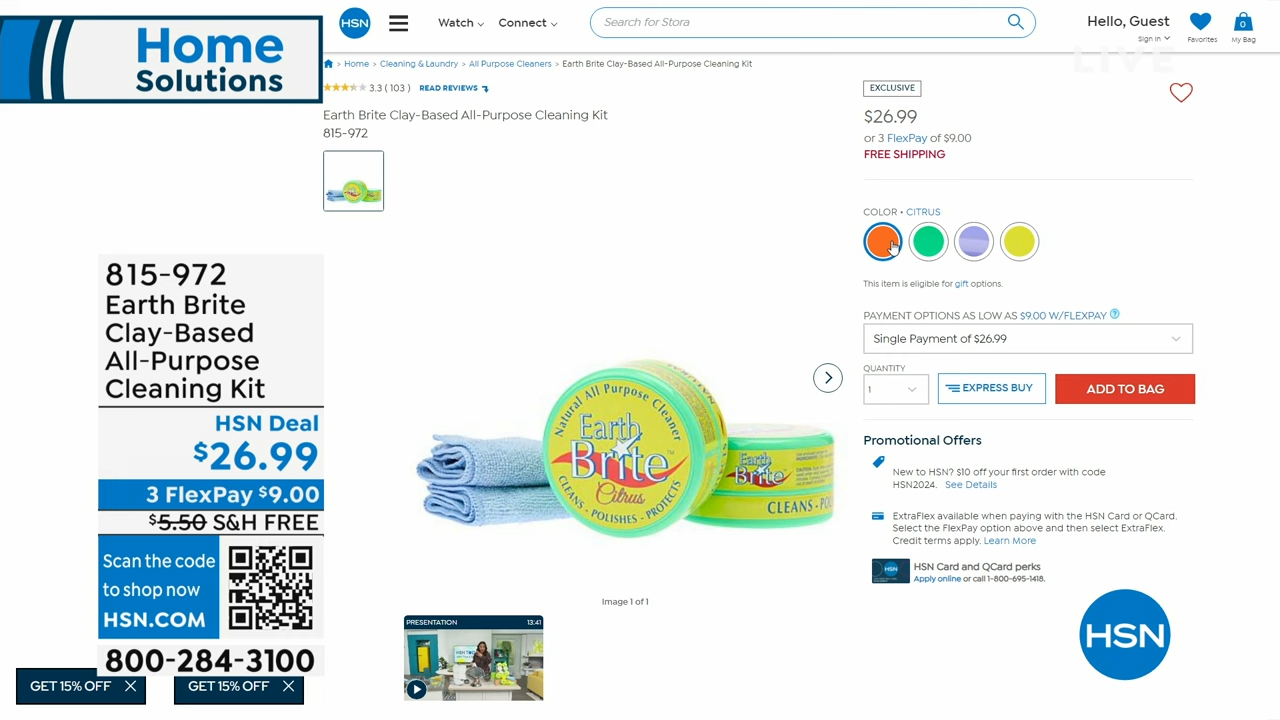 Home
Solutions
HSN
Watch
Connect
Search for Stora
Hello, Guest
Sign in
Favorites
0
My Bag
LIVE
Home > Cleaning & Laundry > All Purpose Cleaners > Earth Brite Clay-Based All-Purpose Cleaning Kit
3.3 ( 103 ) READ REVIEWS
Earth Brite Clay-Based All-Purpose Cleaning Kit
815-972
EXCLUSIVE
$26.99
or 3 FlexPay of $9.00
FREE SHIPPING
COLOR • CITRUS
This item is eligible for gift options.
PAYMENT OPTIONS AS LOW AS $9.00 W/FLEXPAY
Single Payment of $26.99
QUANTITY
1
EXPRESS BUY
ADD TO BAG
Promotional Offers
New to HSN? $10 off your first order with code
HSN2024. See Details
ExtraFlex available when paying with the HSN Card or QCard.
Select the FlexPay option above and then select ExtraFlex.
Credit terms apply. Learn More
HSN
HSN Card and QCard perks
Apply online or call 1-800-695-1418.
HSN
815-972
Earth Brite
Clay-Based
All-Purpose
Cleaning Kit
HSN Deal
$26.99
3 FlexPay $9.00
$5.50 S&H FREE
Scan the code
to shop now
HSN.COM
800-284-3100
GET 15% OFF
GET 15% OFF
Natural All Purpose Cleaner
Earth
Brite™
Citrus
CLEANS - POLISHES - PROTECTS
Earth
Brite
CLEANS - PO
Image 1 of 1
PRESENTATION
13:41